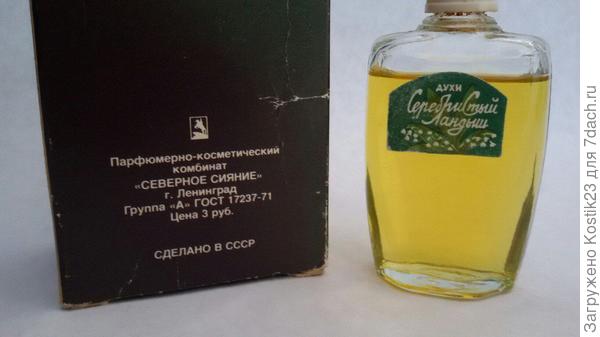 Парфюмерно-косметический
комбинат
«СЕВЕРНОЕ СИЯНИЕ»
г. Ленинград
Группа «А» ГОСТ 17237-71
Цена 3 руб.
СДЕЛАНО В СССР
ДУХИ
Серебристый
Ландыш
Загружено Kostik23 для 7dach.ru